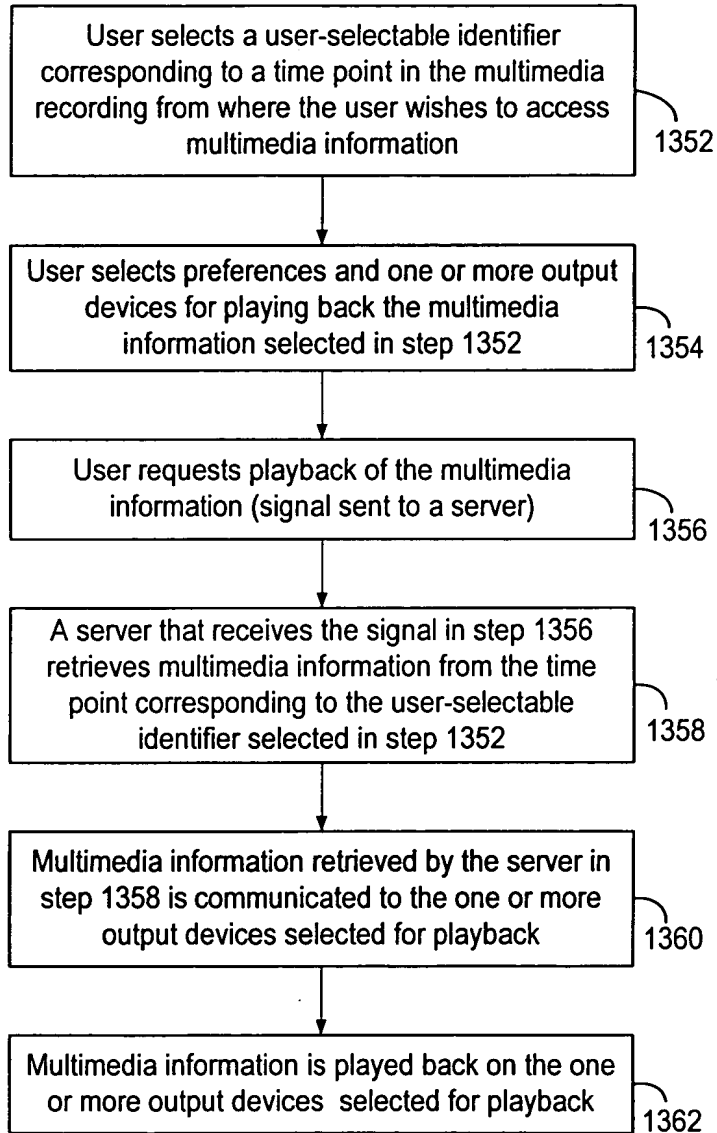 User selects a user-selectable identifier
corresponding to a time point in the multimedia
recording from where the user wishes to access
multimedia information
1352
User selects preferences and one or more output
devices for playing back the multimedia
information selected in step 1352
1354
User requests playback of the multimedia
information (signal sent to a server)
1356
A server that receives the signal in step 1356
retrieves multimedia information from the time
point corresponding to the user-selectable
identifier selected in step 1352
1358
Multimedia information retrieved by the server in
step 1358 is communicated to the one or more
output devices selected for playback
1360
Multimedia information is played back on the one
or more output devices selected for playback
1362